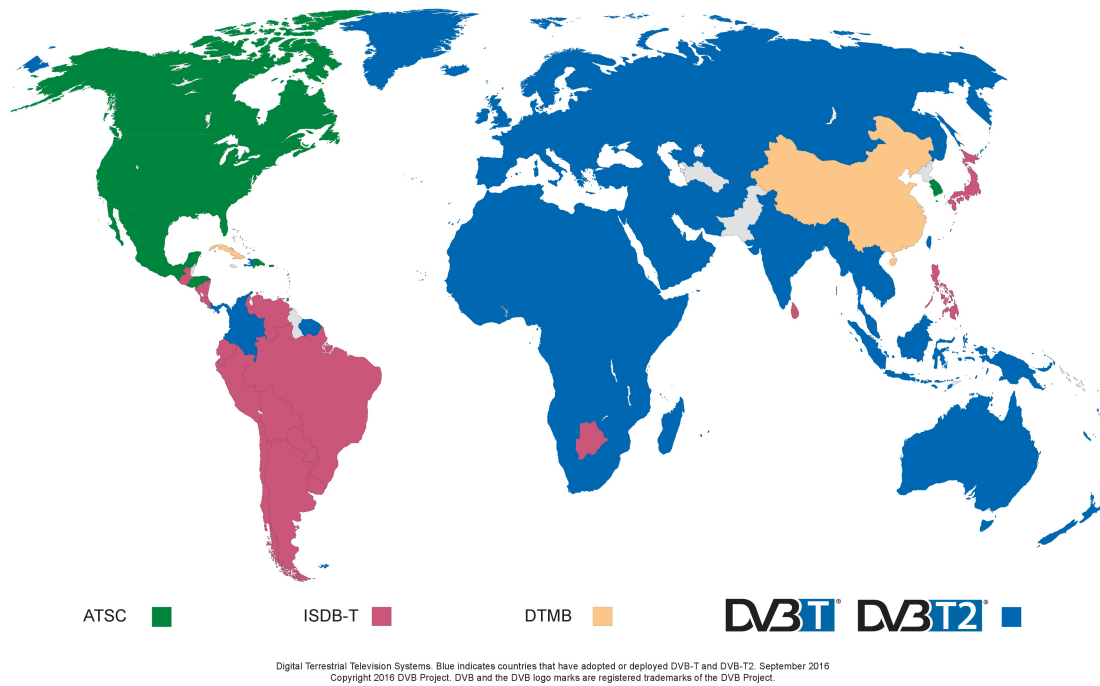 ATSC
ISDB-T
DTMB
DVB T ®
DVB T2 ®
Digital Terrestrial Television Systems. Blue indicates countries that have adopted or deployed DVB-T and DVB-T2. September 2016
Copyright 2016 DVB Project. DVB and the DVB logo marks are registered trademarks of the DVB Project.